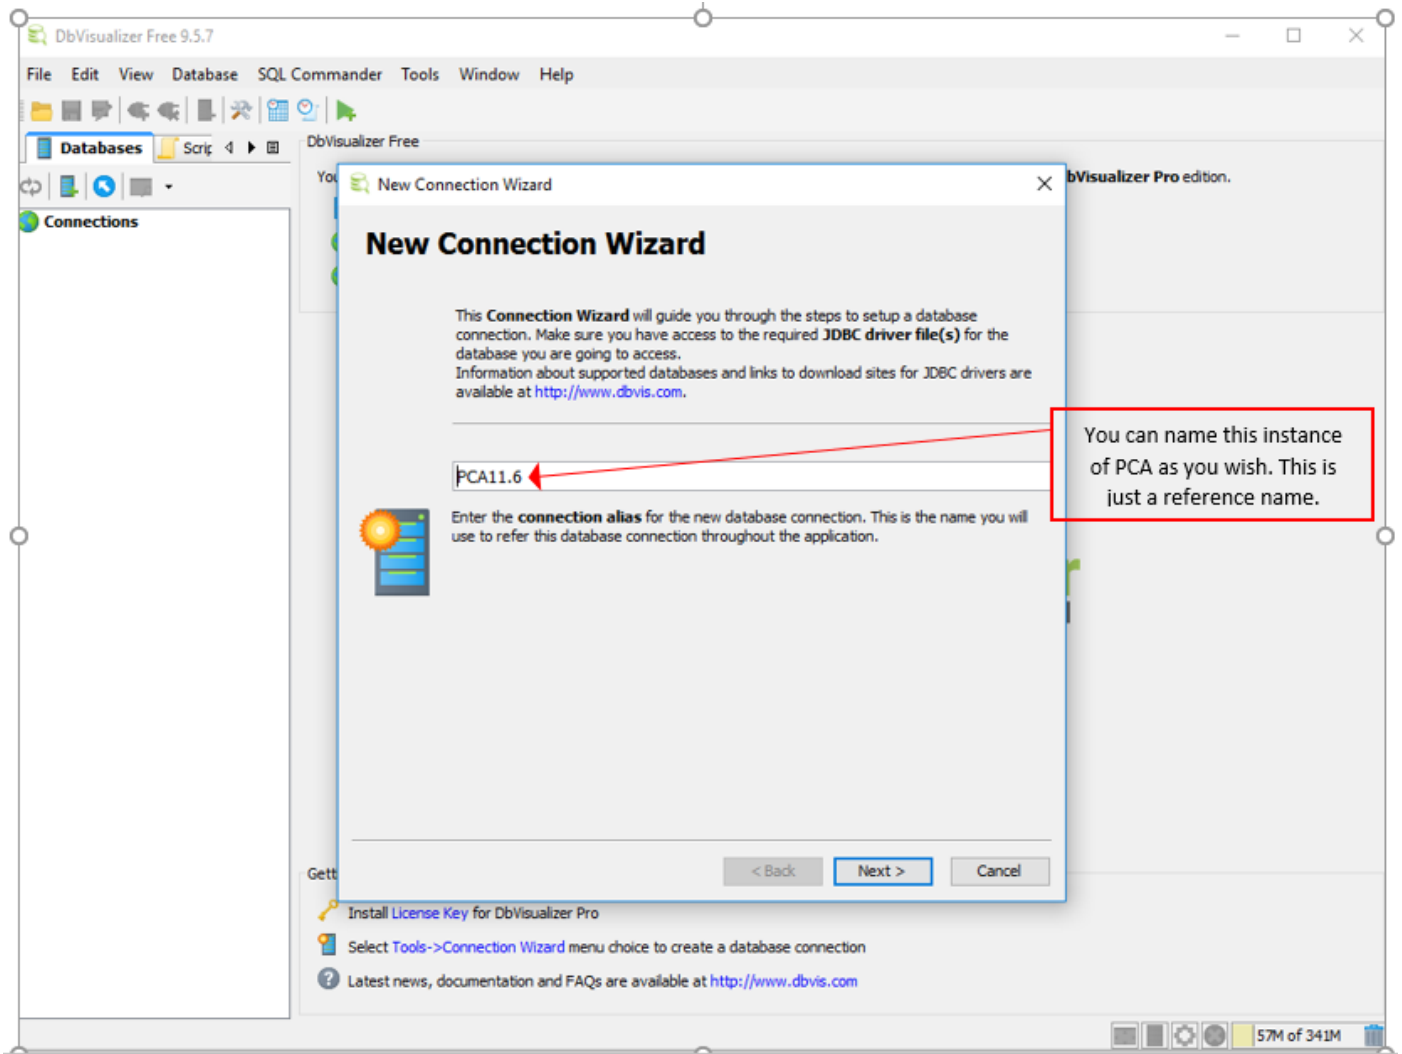 DbVisualizer Free 9.5.7
File Edit View Database SQL Commander Tools Window Help
Databases Scrip
DbVisualizer Free
You
bVisualizer Pro edition.
Connections
New Connection Wizard
New Connection Wizard
This Connection Wizard will guide you through the steps to setup a database
connection. Make sure you have access to the required JDBC driver file(s) for the
database you are going to access.
Information about supported databases and links to download sites for JDBC drivers are
available at http://www.dbvis.com.
PCA11.6
You can name this instance
of PCA as you wish. This is
just a reference name.
Enter the connection alias for the new database connection. This is the name you will
use to refer this database connection throughout the application.
r
< Back Next > Cancel
Gett
Install License Key for DbVisualizer Pro
Select Tools->Connection Wizard menu choice to create a database connection
Latest news, documentation and FAQs are available at http://www.dbvis.com
57M of 341M